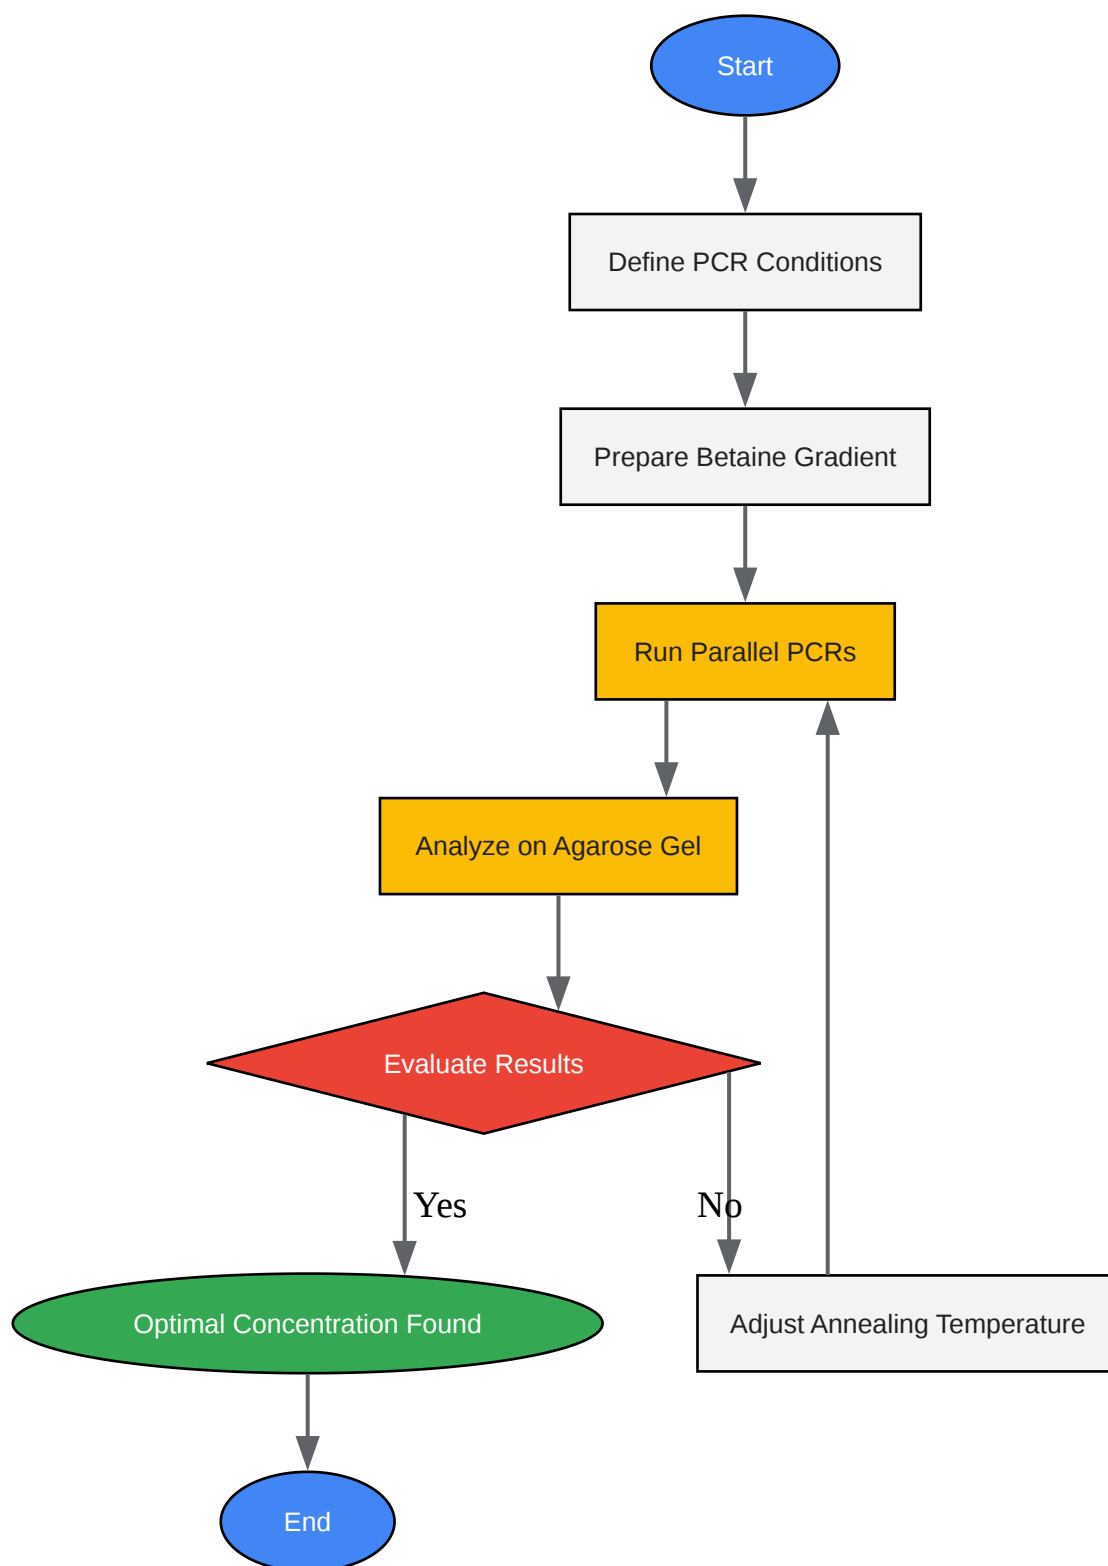 Start
Define PCR Conditions
Prepare Betaine Gradient
Run Parallel PCRs
Analyze on Agarose Gel
Evaluate Results
Yes
No
Optimal Concentration Found
Adjust Annealing Temperature
End